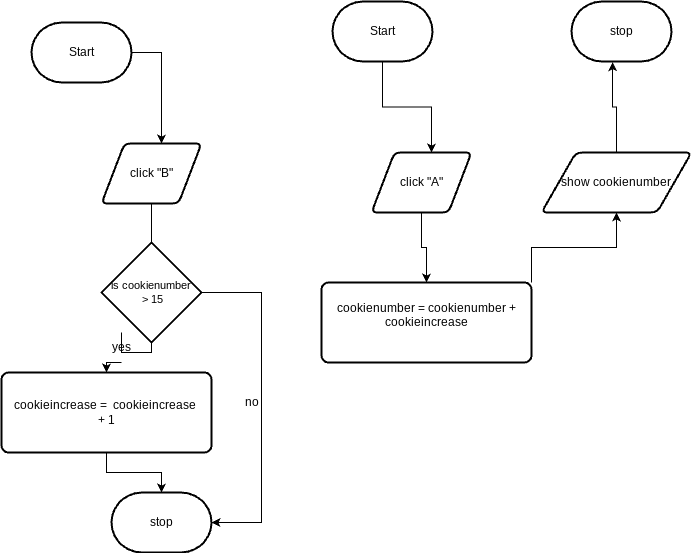 Start
click "B"
is cookienumber
> 15
yes
no
cookieincrease = cookieincrease
+ 1
stop
Start
click "A"
cookienumber = cookienumber +
cookieincrease
show cookienumber
stop